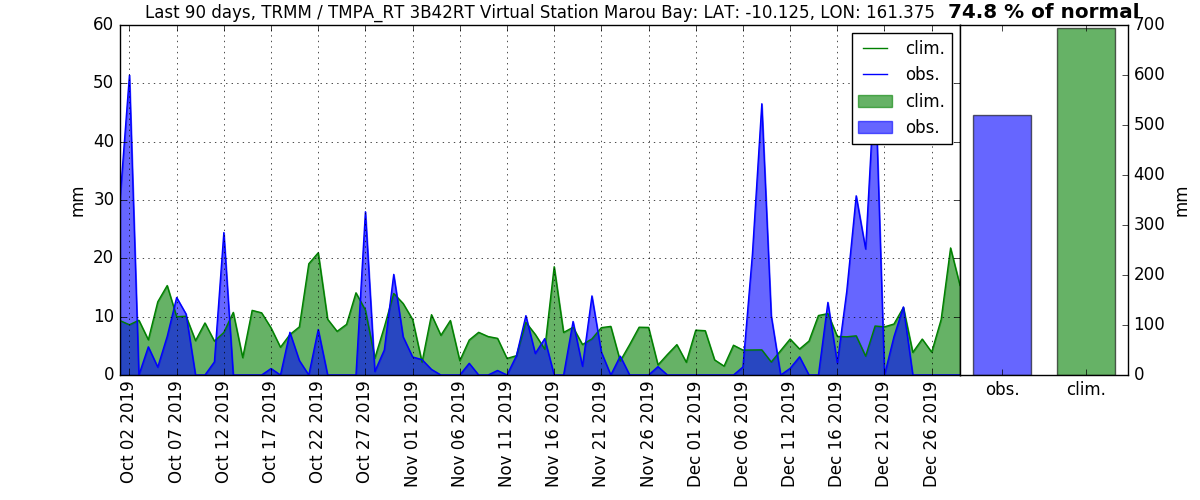 Last 90 days, TRMM / TMPA_RT 3B42RT Virtual Station Marou Bay: LAT: -10.125, LON: 161.375 74.8 % of normal
60
50
40
30
20
10
0
mm
clim.
obs.
clim.
obs.
Oct 02 2019
Oct 07 2019
Oct 12 2019
Oct 17 2019
Oct 22 2019
Oct 27 2019
Nov 01 2019
Nov 06 2019
Nov 11 2019
Nov 16 2019
Nov 21 2019
Nov 26 2019
Dec 01 2019
Dec 06 2019
Dec 11 2019
Dec 16 2019
Dec 21 2019
Dec 26 2019
700
600
500
400
300
200
100
0
mm
obs.
clim.